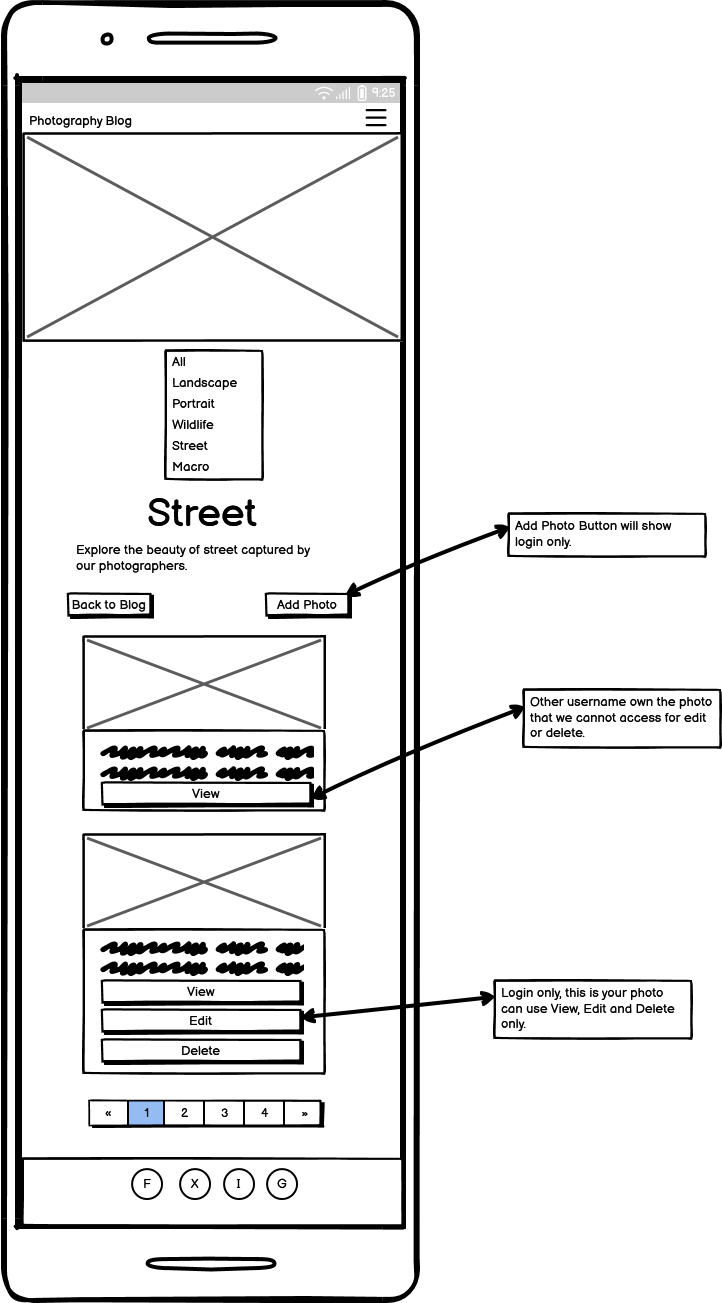 9:25
Photography Blog
All
Landscape
Portrait
Wildlife
Street
Macro
Street
Explore the beauty of street captured by
our photographers.
Add Photo Button will show
login only.
Back to Blog
Add Photo
Other username own the photo
that we cannot access for edit
or delete.
View
View
Edit
Delete
Login only, this is your photo
can use View, Edit and Delete
only.
« 1 2 3 4 »
F X I G